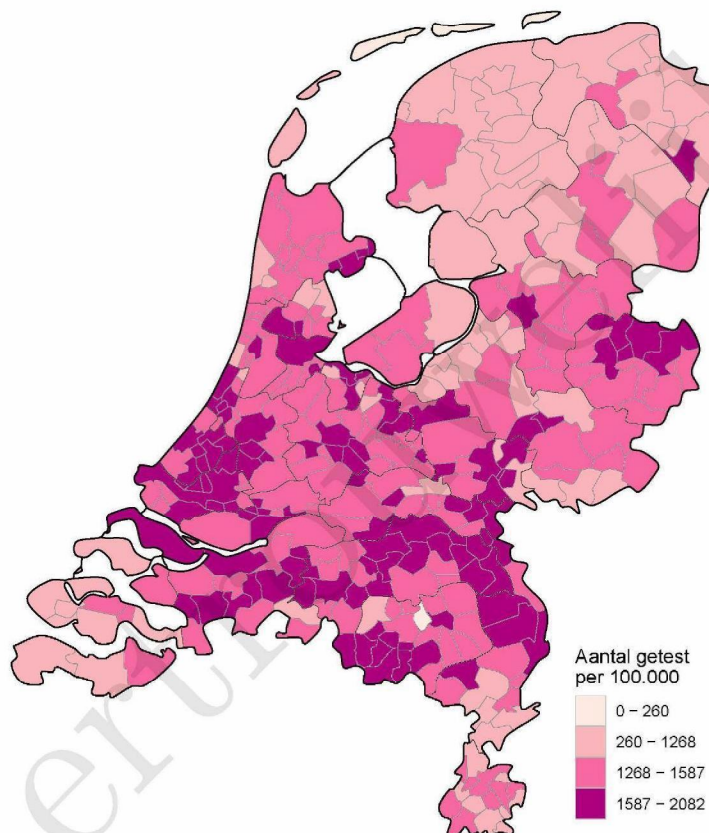 Aantal getest
per 100.000
0 – 260
260 – 1268
1268 – 1587
1587 – 2082